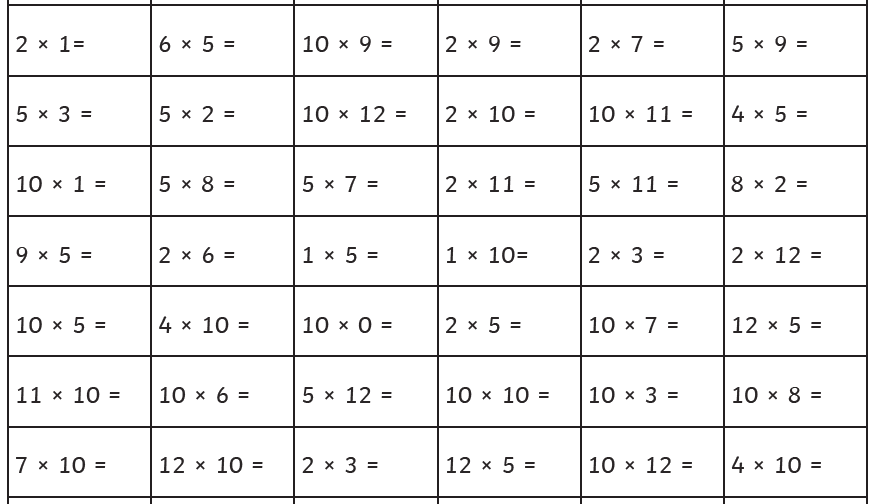 2 × 1= 6 × 5 = 10 × 9 = 2 × 9 = 2 × 7 = 5 × 9 =
5 × 3 = 5 × 2 = 10 × 12 = 2 × 10 = 10 × 11 = 4 × 5 =
10 × 1 = 5 × 8 = 5 × 7 = 2 × 11 = 5 × 11 = 8 × 2 =
9 × 5 = 2 × 6 = 1 × 5 = 1 × 10= 2 × 3 = 2 × 12 =
10 × 5 = 4 × 10 = 10 × 0 = 2 × 5 = 10 × 7 = 12 × 5 =
11 × 10 = 10 × 6 = 5 × 12 = 10 × 10 = 10 × 3 = 10 × 8 =
7 × 10 = 12 × 10 = 2 × 3 = 12 × 5 = 10 × 12 = 4 × 10 =